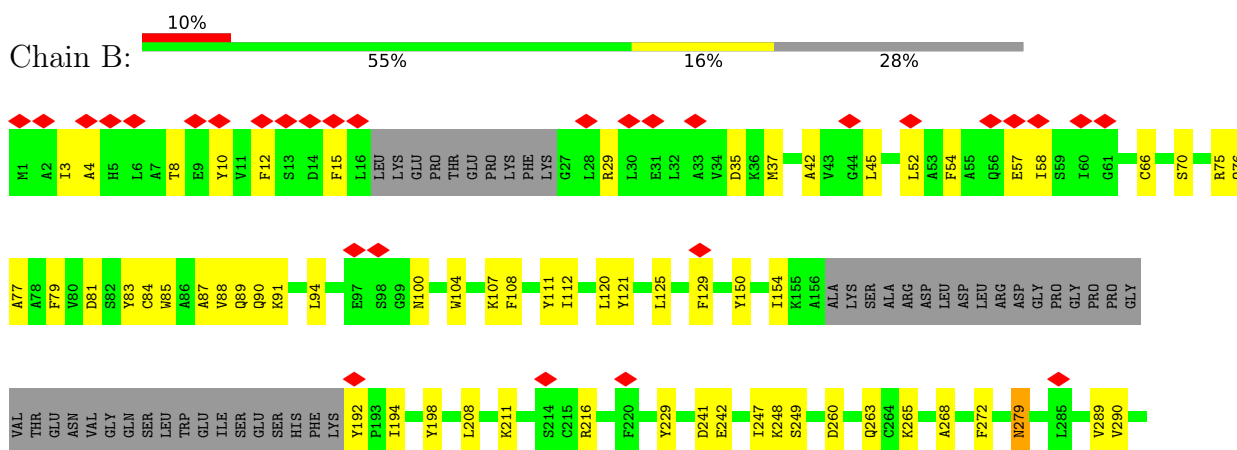 10%
Chain B:
55% 16% 28%
M1 A2 I3 A4 H5 L6 A7 T8 E9 Y10 V11 F12 S13 D14 F15 L16 LEU LYS GLU PRO THR GLU PRO LYS PHE LYS G27 L28 R29 L30 E31 L32 A33 V34 D35 K36 M37 A42 V43 G44 L45 L52 A53 F54 A55 Q56 E57 I58 S59 I60 G61 C66 S70 R75
A77 A78 F79 V80 D81 S82 Y83 C84 W85 A86 A87 V88 Q89 Q90 K91 L94 E97 S98 G99 N100 W104 K107 F108 Y111 I112 L120 Y121 L125 F129 Y150 I154 K155 A156 ALA LYS SER ALA ARG ASP LEU ASP LEU ARG ASP GLY PRO GLY PRO PRO GLY
VAL THR GLU ASN VAL GLY GLN SER LEU TRP GLU ILE SER GLU SER HIS PHE LYS Y192 P193 I194 Y198 L208 K211 S214 C215 R216 F220 Y229 D241 E242 I247 K248 S249 D260 Q263 C264 K265 A268 F272 N279 L285 V289 V290